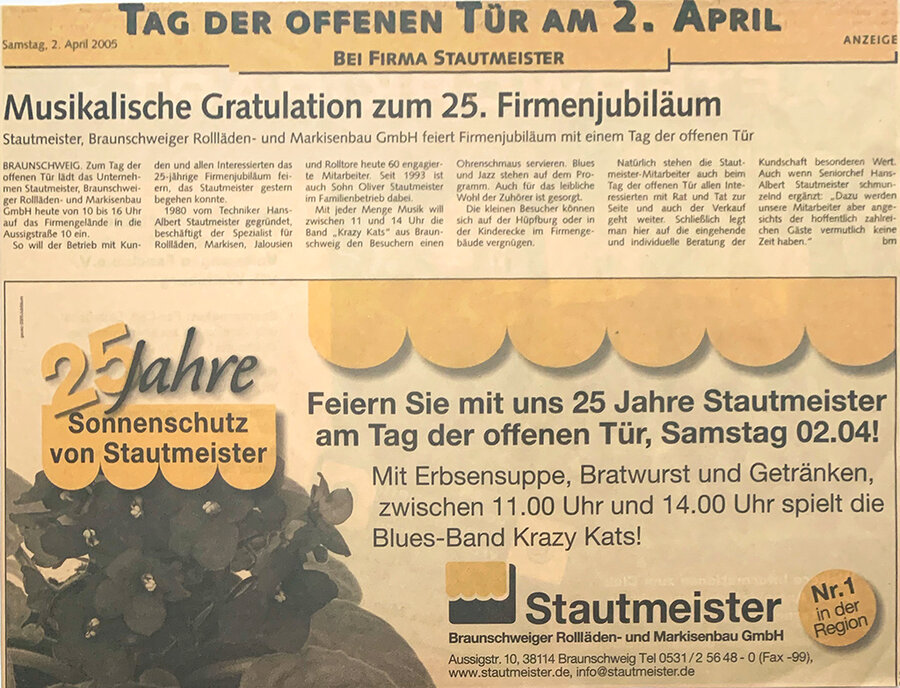 TAG DER OFFENEN TÜR AM 2. APRIL
Samstag, 2. April 2005
ANZEIGE
BEI FIRMA STAUTMEISTER
Musikalische Gratulation zum 25. Firmenjubiläum
Stautmeister, Braunschweiger Rollläden- und Markisenbau GmbH feiert Firmenjubiläum mit einem Tag der offenen Tür
BRAUNSCHWEIG. Zum Tag der
offenen Tür lädt das Unterneh-
men Stautmeister, Braunschwei-
ger Rollläden- und Markisenbau
GmbH heute von 10 bis 16 Uhr
auf das Firmengelände in die
Aussigstraße 10 ein.
So will der Betrieb mit Kun-
den und allen Interessierten das
25-jährige Firmenjubiläum fei-
ern, das Stautmeister gestern
begehen konnte.
1980 vom Techniker Hans-
Albert Stautmeister gegründet,
beschäftigt der Spezialist für
Rollläden, Markisen, Jalousien
und Rolltore heute 60 engagier-
te Mitarbeiter. Seit 1993 ist
auch Sohn Oliver Stautmeister
im Familienbetrieb dabei.
Mit jeder Menge Musik will
zwischen 11 und 14 Uhr die
Band „Krazy Kats“ aus Braun-
schweig den Besuchern einen
Ohrenschmaus servieren. Blues
und Jazz stehen auf dem Pro-
gramm. Auch für das leibliche
Wohl der Zuhörer ist gesorgt.
Die kleinen Besucher können
sich auf der Hüpfburg oder in
der Kinderecke im Firmenge-
bäude vergnügen.
Natürlich stehen die Staut-
meister-Mitarbeiter auch beim
Tag der offenen Tür allen Inte-
ressierten mit Rat und Tat zur
Seite und auch der Verkauf
geht weiter. Schließlich legt
man hier auf die eingehende
und individuelle Beratung der
Kundschaft besonderen Wert.
Auch wenn Seniorchef Hans-
Albert Stautmeister schmun-
zelnd ergänzt: „Dazu werden
unsere Mitarbeiter aber ange-
sichts der hoffentlich zahlrei-
chen Gäste vermutlich keine
Zeit haben.“ bm
25 Jahre
Sonnenschutz
von Stautmeister
Feiern Sie mit uns 25 Jahre Stautmeister
am Tag der offenen Tür, Samstag 02.04!
Mit Erbsensuppe, Bratwurst und Getränken,
zwischen 11.00 Uhr und 14.00 Uhr spielt die
Blues-Band Krazy Kats!
Stautmeister
Braunschweiger Rollläden- und Markisenbau GmbH
Aussigstr. 10, 38114 Braunschweig Tel 0531/2 56 48 - 0 (Fax -99),
www.stautmeister.de, info@stautmeister.de
Nr.1
in der
Region